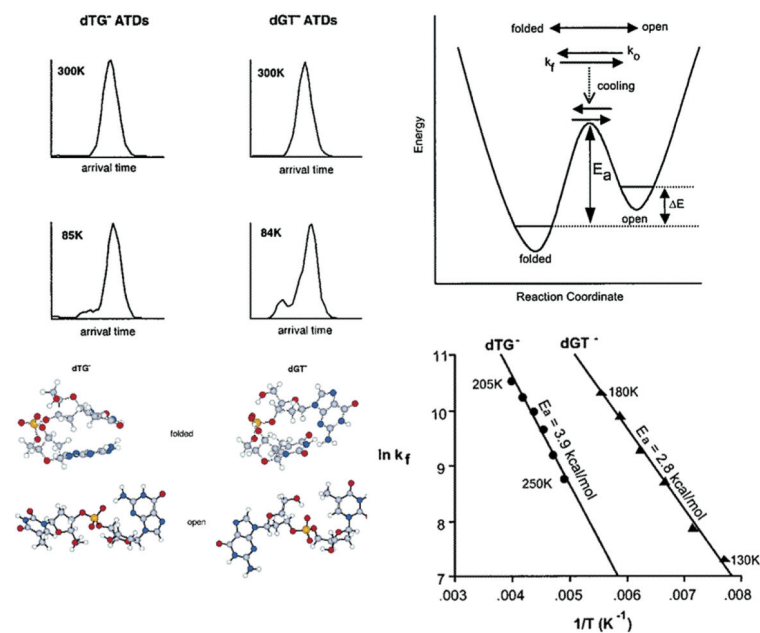 dTG⁻ ATDs
dGT⁻ ATDs
300K
arrival time
300K
arrival time
85K
arrival time
84K
arrival time
dTG⁻
dGT⁻
folded
open
folded
open
kₒ
k_f
cooling
Energy
Eₐ
ΔE
open
folded
Reaction Coordinate
dTG⁻
dGT⁻
ln k_f
11
10
9
8
7
205K
250K
180K
130K
Eₐ = 3.9 kcal/mol
Eₐ = 2.8 kcal/mol
.003
.004
.005
.006
.007
.008
1/T (K⁻¹)